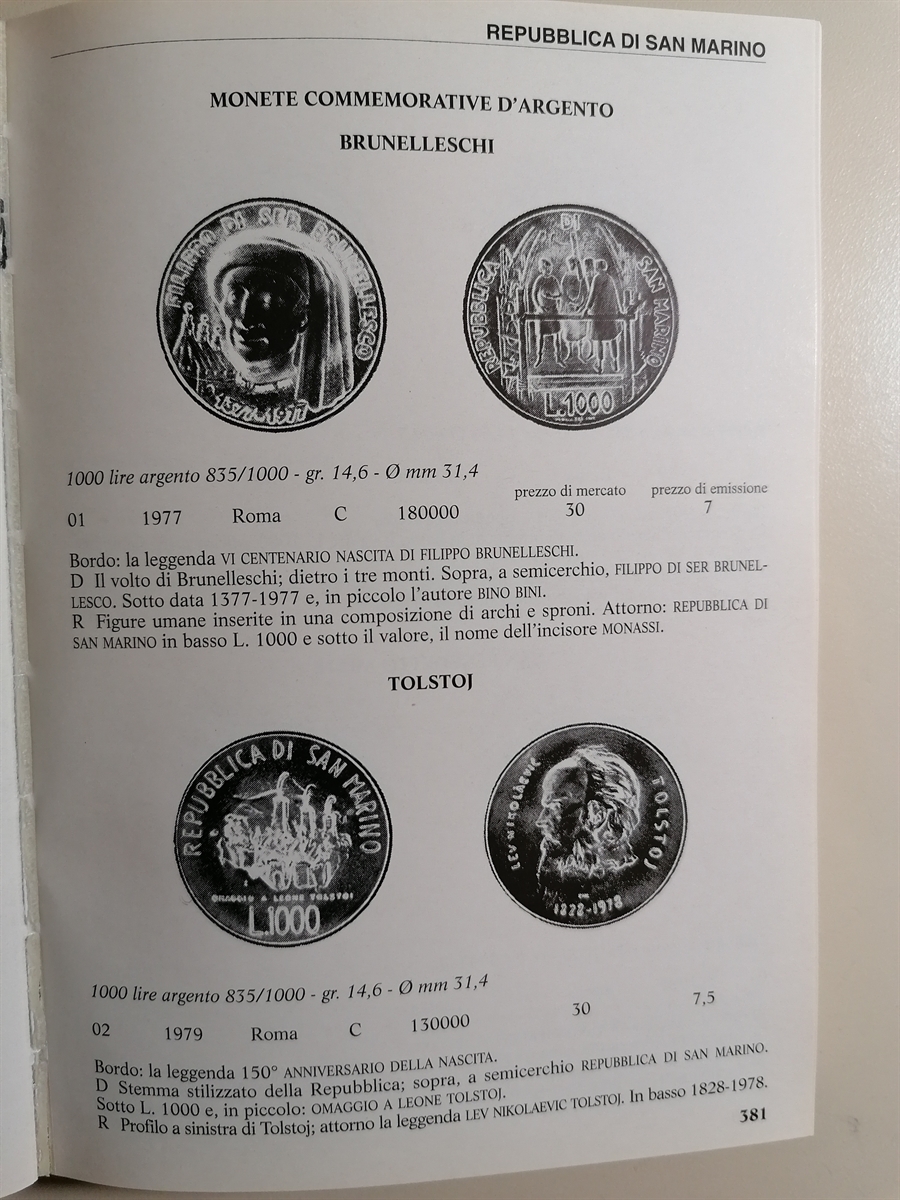 REPUBBLICA DI SAN MARINO
MONETE COMMEMORATIVE D'ARGENTO
BRUNELLESCHI
FILIPPO DI SER BRUNELLESCO
1377-1977
REPUBBLICA DI SAN MARINO
L.1000
1000 lire argento 835/1000 - gr. 14,6 - Ø mm 31,4
prezzo di mercato prezzo di emissione
01 1977 Roma C 180000 30 7
Bordo: la leggenda VI CENTENARIO NASCITA DI FILIPPO BRUNELLESCHI.
D Il volto di Brunelleschi; dietro i tre monti. Sopra, a semicerchio, FILIPPO DI SER BRUNEL-
LESCO. Sotto data 1377-1977 e, in piccolo l'autore BINO BINI.
R Figure umane inserite in una composizione di archi e sproni. Attorno: REPUBBLICA DI
SAN MARINO in basso L. 1000 e sotto il valore, il nome dell'incisore MONASSI.
TOLSTOJ
REPUBBLICA DI SAN MARINO
OMAGGIO A LEONE TOLSTOI
L.1000
LEV NIKOLAEVIC TOLSTOJ
1828-1978
1000 lire argento 835/1000 - gr. 14,6 - Ø mm 31,4
02 1979 Roma C 130000 30 7,5
Bordo: la leggenda 150° ANNIVERSARIO DELLA NASCITA.
D Stemma stilizzato della Repubblica; sopra, a semicerchio REPUBBLICA DI SAN MARINO.
Sotto L. 1000 e, in piccolo: OMAGGIO A LEONE TOLSTOJ.
R Profilo a sinistra di Tolstoj; attorno la leggenda LEV NIKOLAEVIC TOLSTOJ. In basso 1828-1978.
381